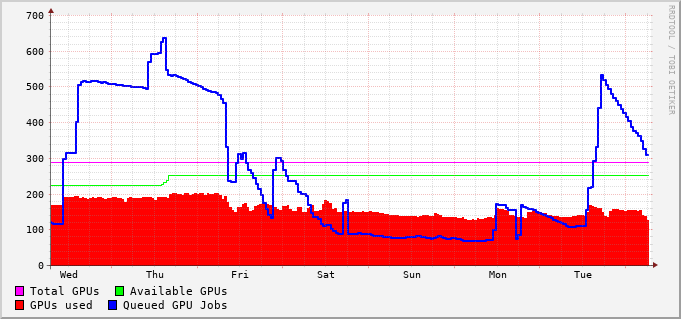 700
600
500
400
300
200
100
0
Wed Thu Fri Sat Sun Mon Tue
Total GPUs Available GPUs
GPUs used Queued GPU Jobs
RRDTOOL / TOBI OETIKER